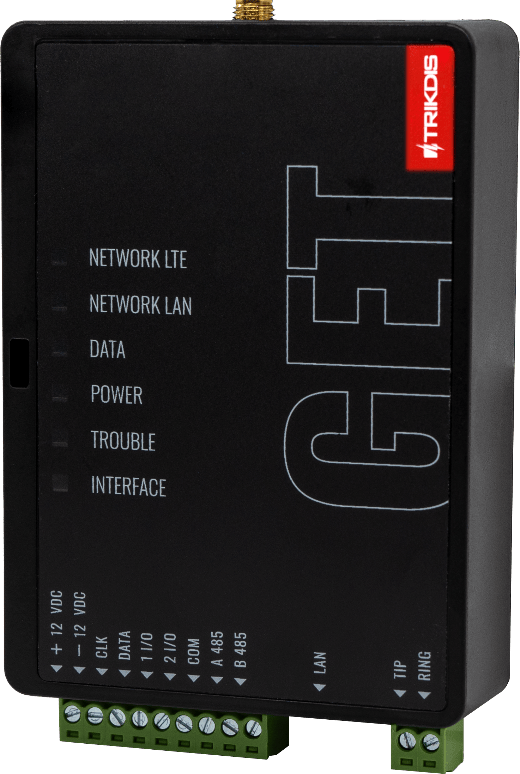 TRIKDIS
GET
NETWORK LTE
NETWORK LAN
DATA
POWER
TROUBLE
INTERFACE
+ 12 VDC
− 12 VDC
CLK
DATA
1 I/O
2 I/O
COM
A 485
B 485
LAN
TIP
RING